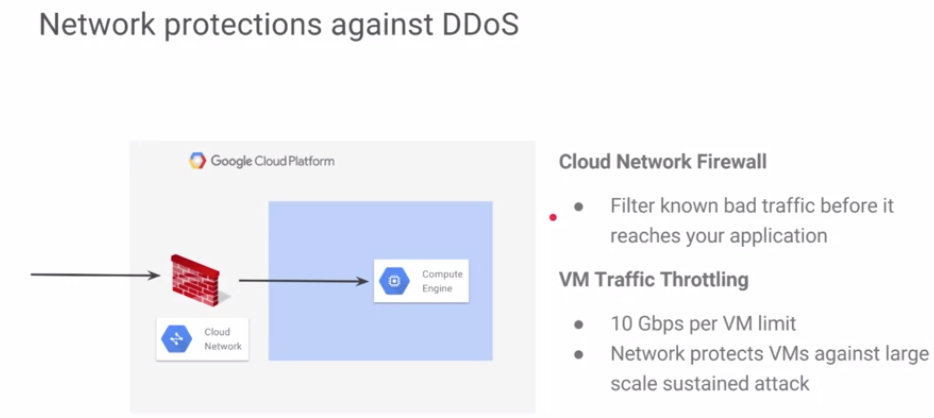 Network protections against DDoS
Google Cloud Platform
Cloud Network Firewall
● Filter known bad traffic before it
reaches your application
Compute
Engine
VM Traffic Throttling
Cloud
Network
● 10 Gbps per VM limit
● Network protects VMs against large
scale sustained attack